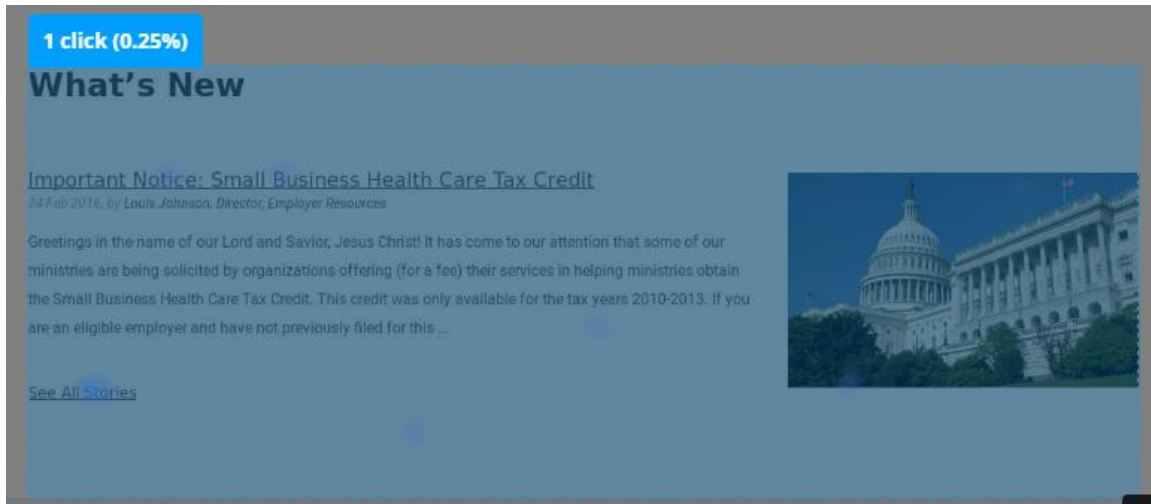 1 click (0.25%)
What's New
Important Notice: Small Business Health Care Tax Credit
24 Feb 2016, by Louis Johnson, Director, Employer Resources
Greetings in the name of our Lord and Savior, Jesus Christ! It has come to our attention that some of our
ministries are being solicited by organizations offering (for a fee) their services in helping ministries obtain
the Small Business Health Care Tax Credit. This credit was only available for the tax years 2010-2013. If you
are an eligible employer and have not previously filed for this ...
See All Stories